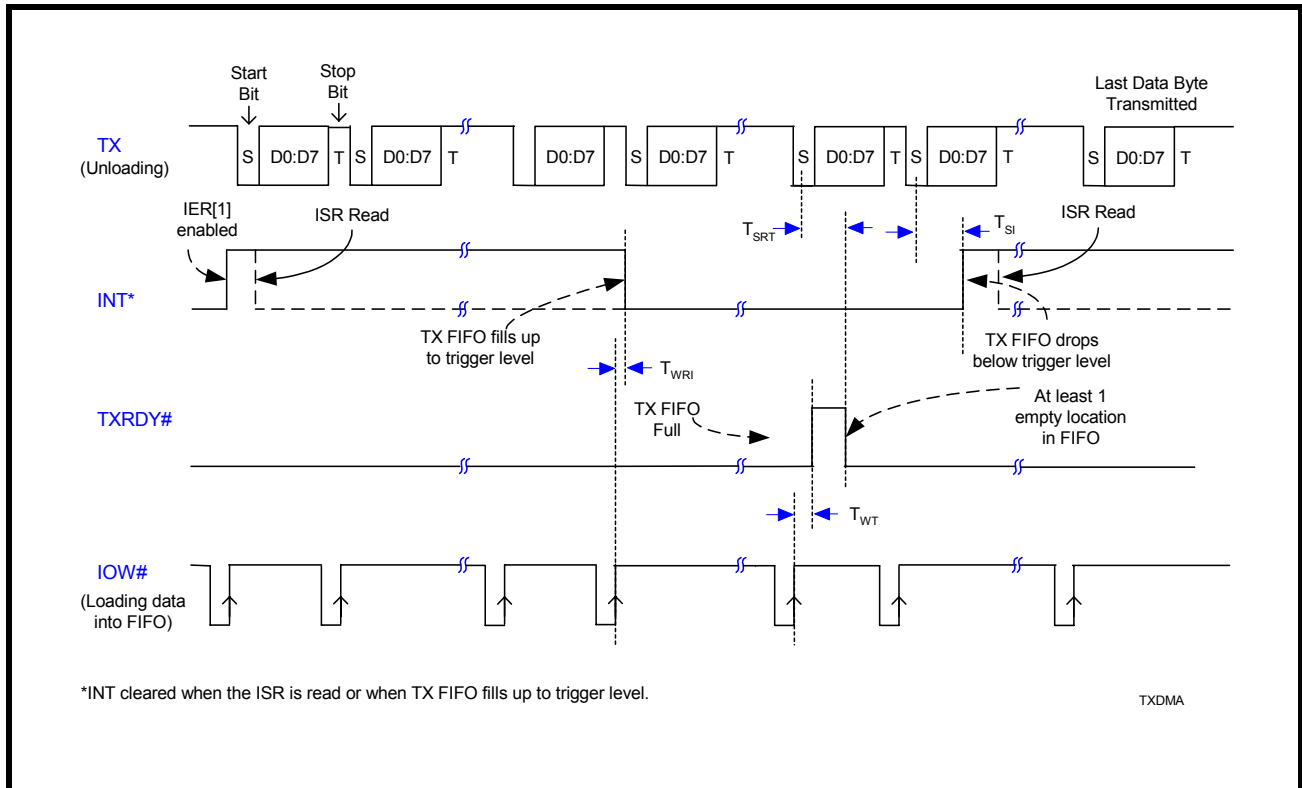 Start
Bit
Stop
Bit
Last Data Byte
Transmitted
TX
(Unloading)
S D0:D7 T S D0:D7 T D0:D7 S D0:D7 T S D0:D7 T S D0:D7 T S D0:D7 T
IER[1]
enabled
ISR Read
TSRT
TSI
ISR Read
INT*
TX FIFO fills up
to trigger level
TX FIFO drops
below trigger level
TWRI
TXRDY#
TX FIFO
Full
At least 1
empty location
in FIFO
TWT
IOW#
(Loading data
into FIFO)
*INT cleared when the ISR is read or when TX FIFO fills up to trigger level.
TXDMA